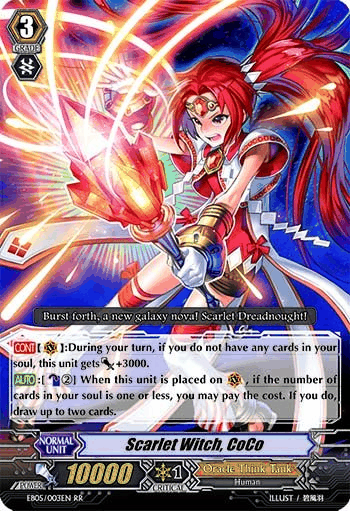 3
GRADE
Burst forth, a new galaxy nova! Scarlet Dreadnought!
CONT【 】:During your turn, if you do not have any cards in your
soul, this unit gets +3000.
AUTO:[ ②] When this unit is placed on , if the number of
cards in your soul is one or less, you may pay the cost. If you do,
draw up to two cards.
NORMAL
UNIT
Scarlet Witch, CoCo
POWER
10000
1
CRITICAL
Oracle Think Tank
Human
EB05/003EN RR
ILLUST / 碧風羽